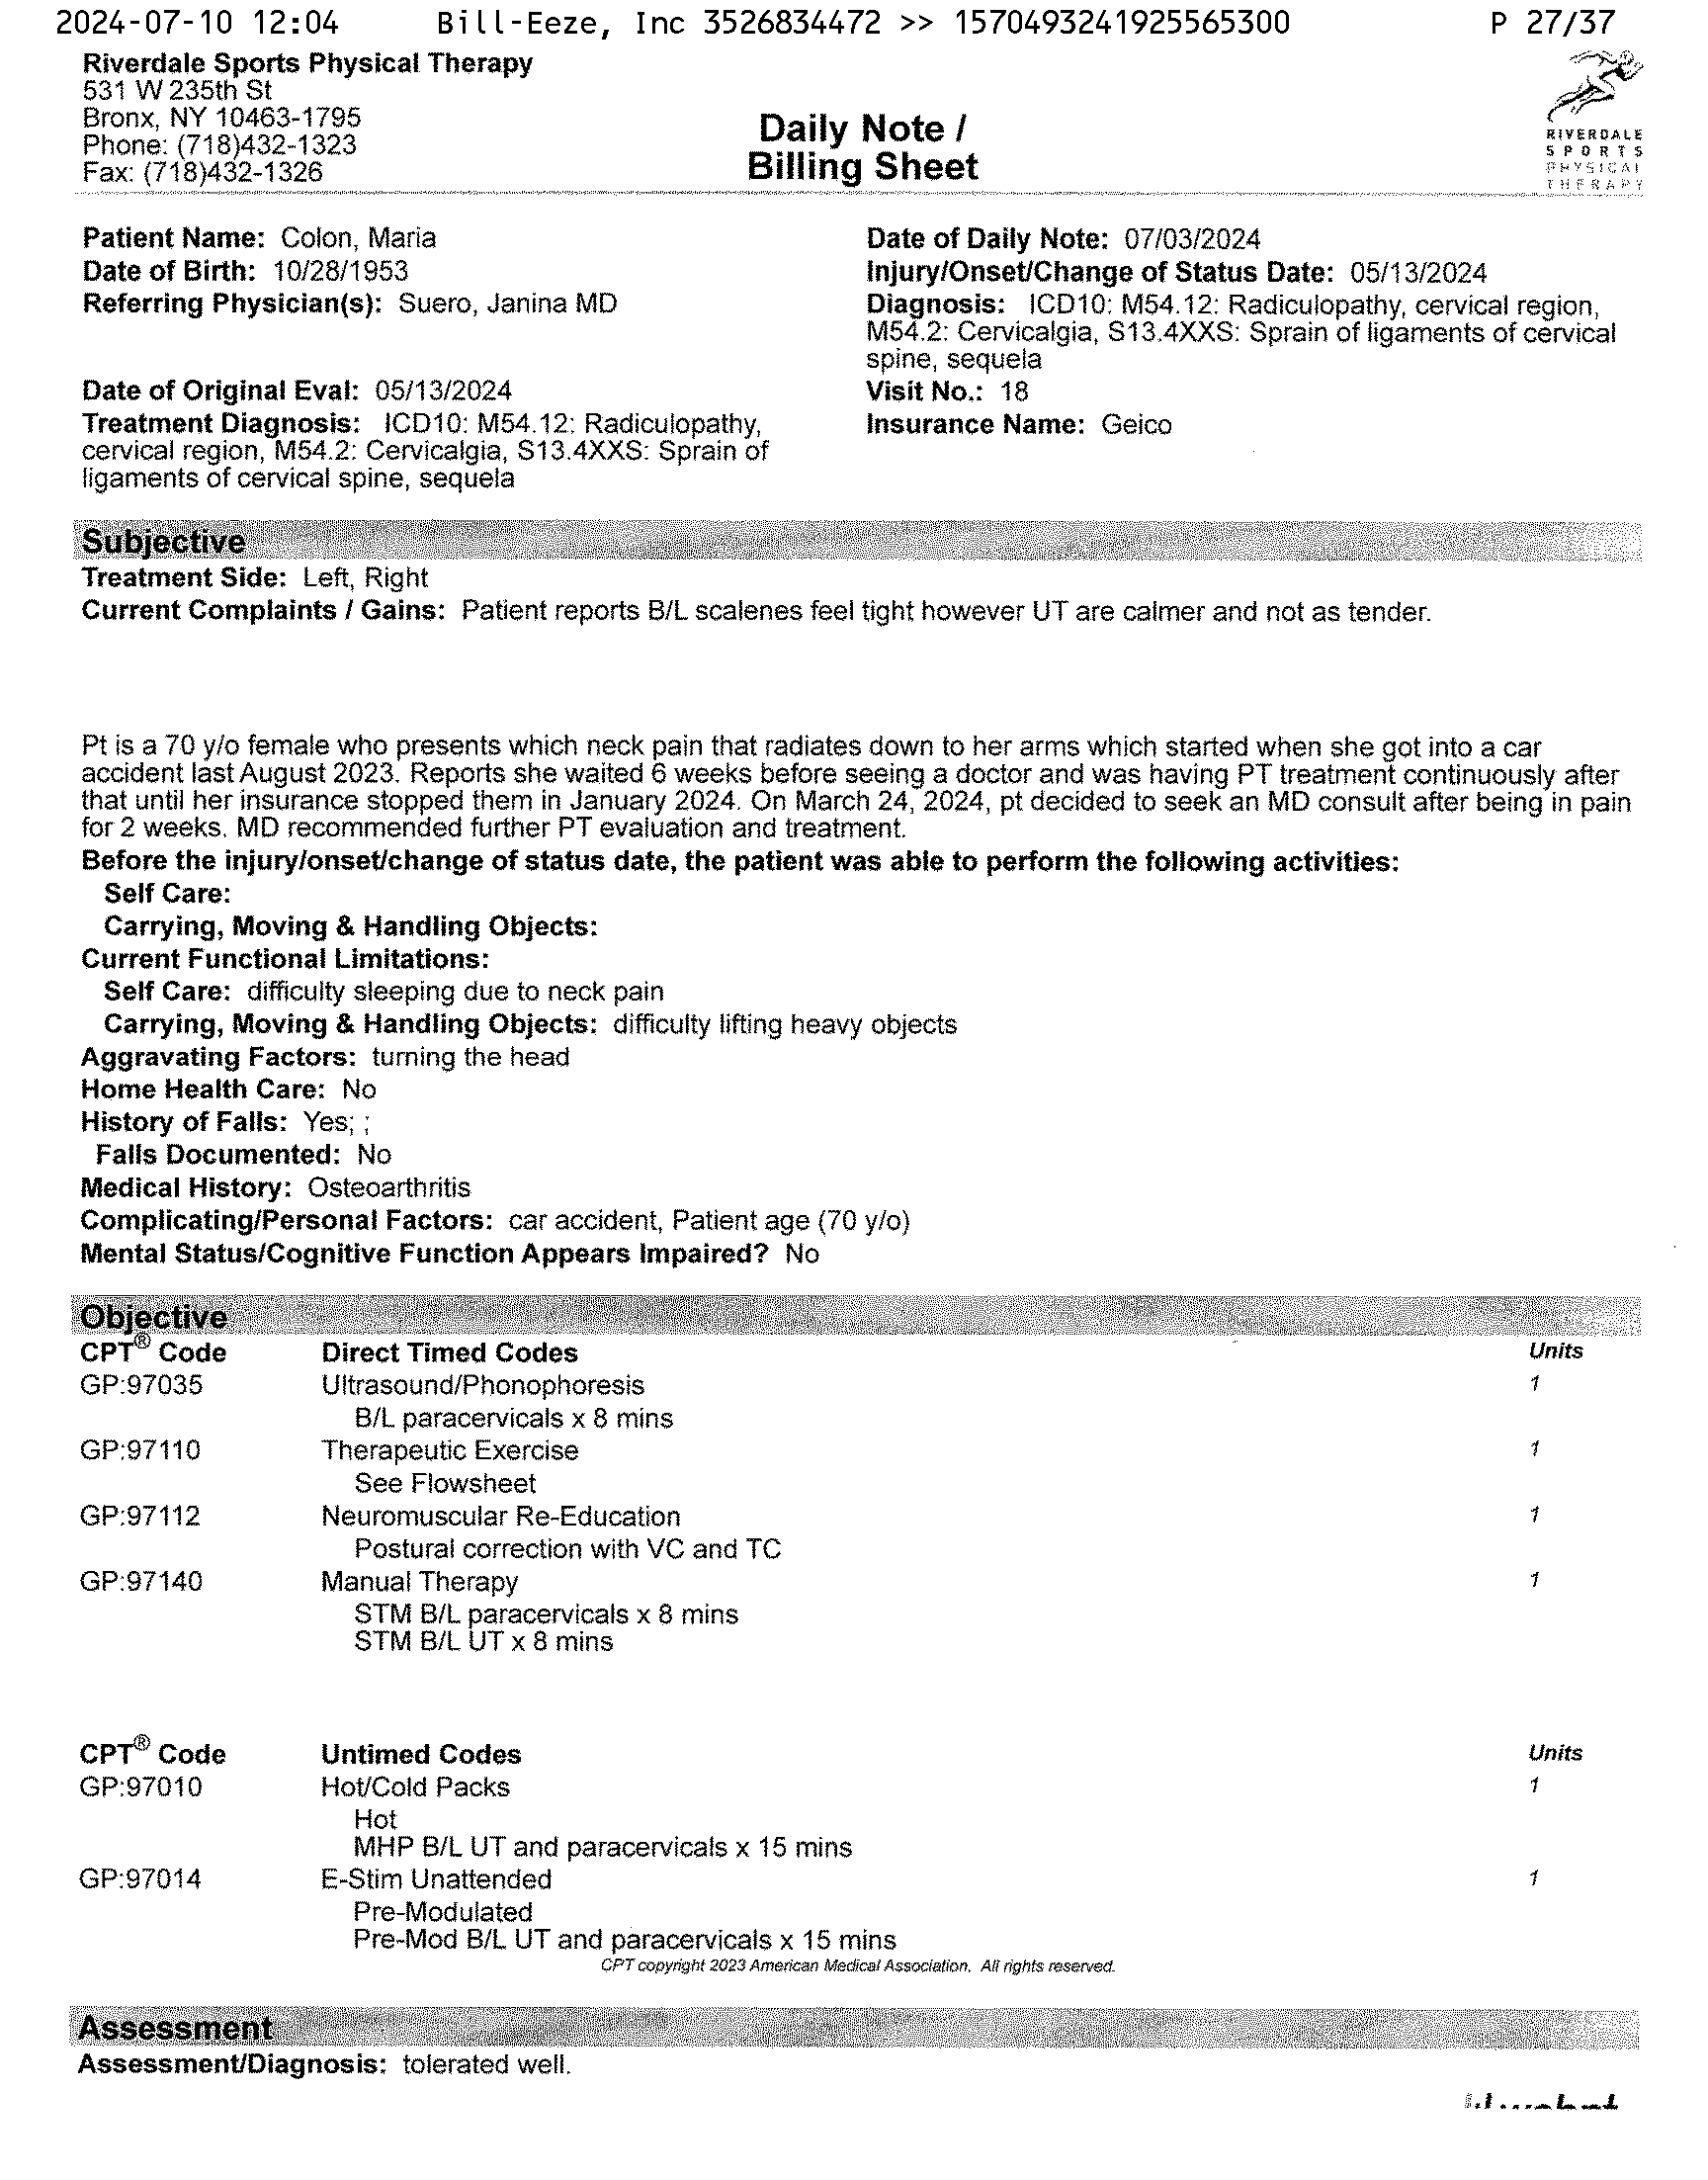 2024-07-10 12:04 Bill-Eeze, Inc 3526834472 >> 1570493241925565300 P 27/37
Riverdale Sports Physical Therapy
531 W 235th St
Bronx, NY 10463-1795
Phone: (718)432-1323
Fax: (718)432-1326
Daily Note /
Billing Sheet
RIVERDALE
SPORTS
PHYSICAL
THERAPY
Patient Name: Colon, Maria
Date of Birth: 10/28/1953
Referring Physician(s): Suero, Janina MD
Date of Daily Note: 07/03/2024
Injury/Onset/Change of Status Date: 05/13/2024
Diagnosis: ICD10: M54.12: Radiculopathy, cervical region,
M54.2: Cervicalgia, S13.4XXS: Sprain of ligaments of cervical
spine, sequela
Date of Original Eval: 05/13/2024
Treatment Diagnosis: ICD10: M54.12: Radiculopathy,
cervical region, M54.2: Cervicalgia, S13.4XXS: Sprain of
ligaments of cervical spine, sequela
Visit No.: 18
Insurance Name: Geico
Subjective
Treatment Side: Left, Right
Current Complaints / Gains: Patient reports B/L scalenes feel tight however UT are calmer and not as tender.
Pt is a 70 y/o female who presents which neck pain that radiates down to her arms which started when she got into a car
accident last August 2023. Reports she waited 6 weeks before seeing a doctor and was having PT treatment continuously after
that until her insurance stopped them in January 2024. On March 24, 2024, pt decided to seek an MD consult after being in pain
for 2 weeks. MD recommended further PT evaluation and treatment.
Before the injury/onset/change of status date, the patient was able to perform the following activities:
Self Care:
Carrying, Moving & Handling Objects:
Current Functional Limitations:
Self Care: difficulty sleeping due to neck pain
Carrying, Moving & Handling Objects: difficulty lifting heavy objects
Aggravating Factors: turning the head
Home Health Care: No
History of Falls: Yes; ;
Falls Documented: No
Medical History: Osteoarthritis
Complicating/Personal Factors: car accident, Patient age (70 y/o)
Mental Status/Cognitive Function Appears Impaired? No
Objective
CPT® Code Direct Timed Codes Units
GP:97035 Ultrasound/Phonophoresis 1
B/L paracervicals x 8 mins
GP:97110 Therapeutic Exercise 1
See Flowsheet
GP:97112 Neuromuscular Re-Education 1
Postural correction with VC and TC
GP:97140 Manual Therapy 1
STM B/L paracervicals x 8 mins
STM B/L UT x 8 mins
CPT® Code Untimed Codes Units
GP:97010 Hot/Cold Packs 1
Hot
MHP B/L UT and paracervicals x 15 mins
GP:97014 E-Stim Unattended 1
Pre-Modulated
Pre-Mod B/L UT and paracervicals x 15 mins
CPT copyright 2023 American Medical Association. All rights reserved.
Assessment
Assessment/Diagnosis: tolerated well.